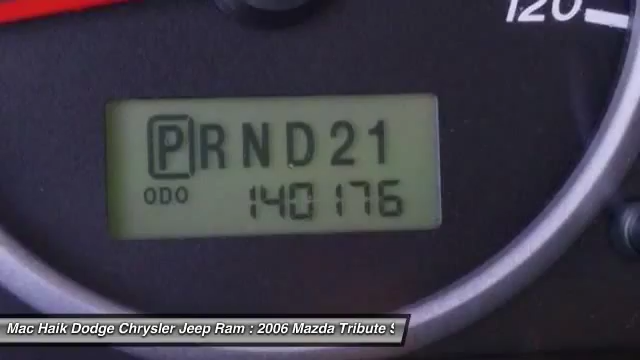 120
PRND21
ODO 140176
Mac Haik Dodge Chrysler Jeep Ram : 2006 Mazda Tribute S